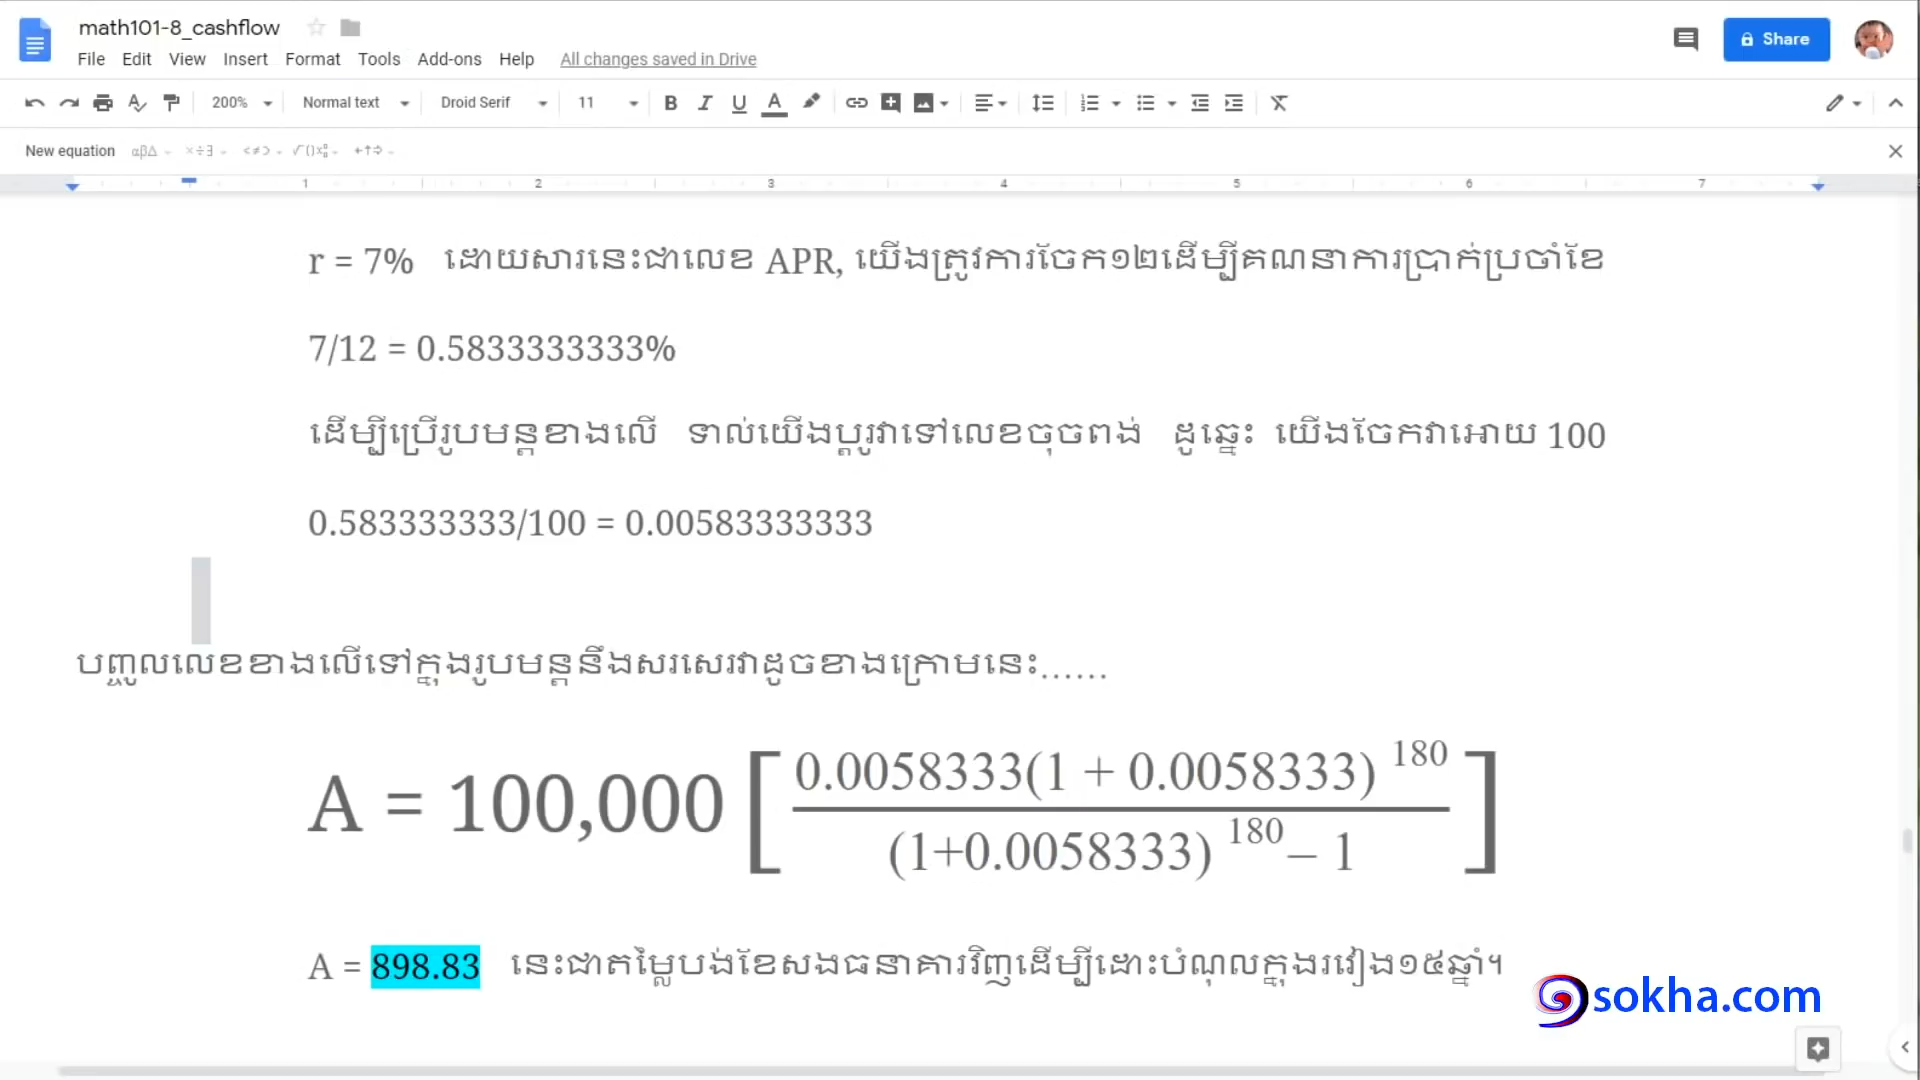 math101-8_cashflow
Share
File Edit View Insert Format Tools Add-ons Help All changes saved in Drive
200% Normal text Droid Serif 11 B I U A
New equation αβΔ ×÷∃ <≠⊃
1 2 3 4 5 6 7
r = 7% ដោយសារនេះជាលេខ APR, យើងត្រូវការចែក១២ដើម្បីគណនាការប្រាក់ប្រចាំខែ
7/12 = 0.5833333333%
ដើម្បីប្រើរូបមន្តខាងលើ ទាល់យើងប្តូរវាទៅលេខចុចពង់ ដូច្នេះ យើងចែកវាអោយ 100
0.583333333/100 = 0.00583333333
បញ្ចូលលេខខាងលើទៅក្នុងរូបមន្តនឹងសរសេរវាដូចខាងក្រោមនេះ......
A = 100,000 [ 0.0058333(1 + 0.0058333) 180
(1+0.0058333) 180 – 1 ]
A = 898.83 នេះជាតម្លៃបង់ខែសងធនាគារវិញដើម្បីដោះបំណុលក្នុងរវៀង១៥ឆ្នាំ។
sokha.com